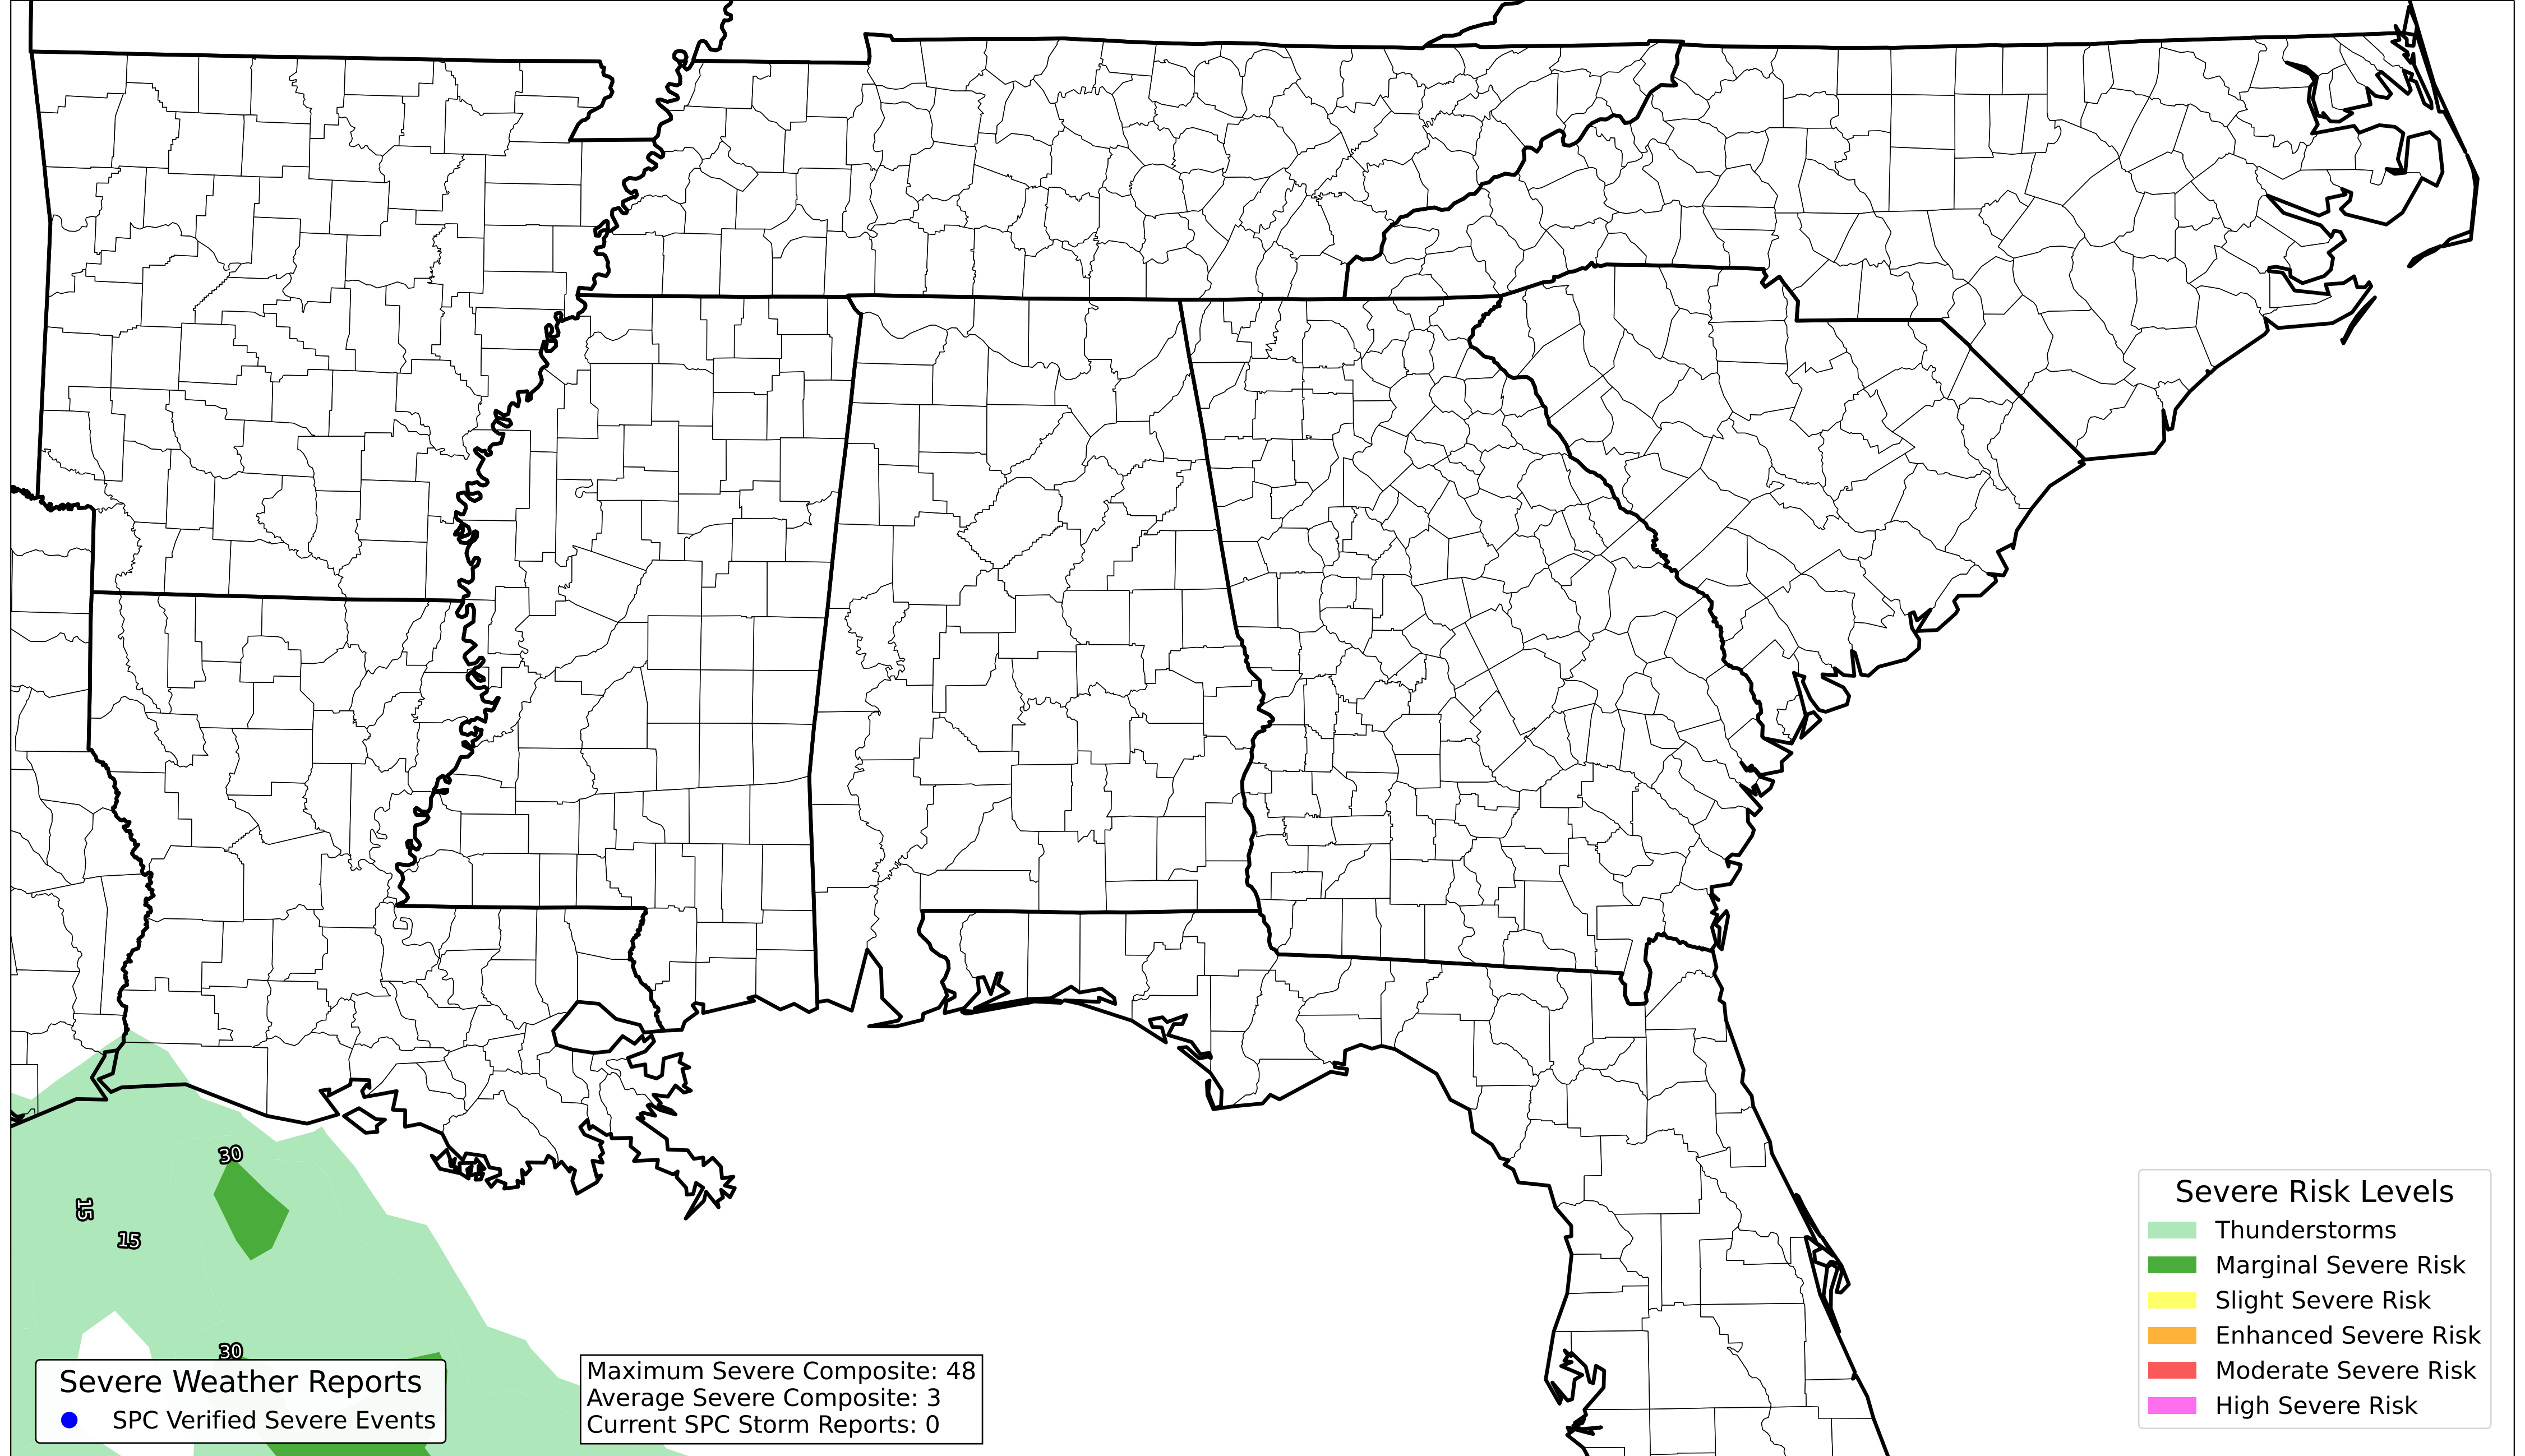 30
15
15
30
Severe Weather Reports
SPC Verified Severe Events
Maximum Severe Composite: 48
Average Severe Composite: 3
Current SPC Storm Reports: 0
Severe Risk Levels
Thunderstorms
Marginal Severe Risk
Slight Severe Risk
Enhanced Severe Risk
Moderate Severe Risk
High Severe Risk